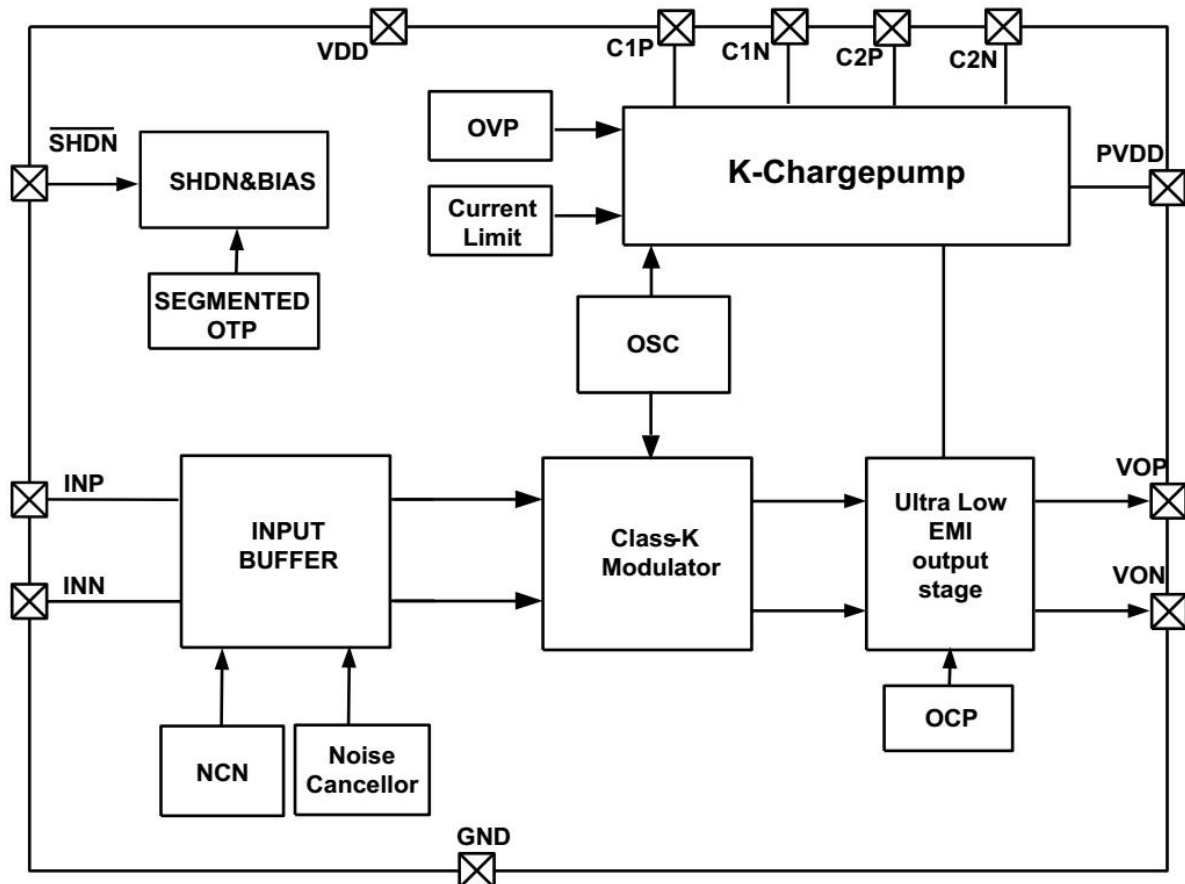 VDD
C1P
C1N
C2P
C2N
SHDN
SHDN&BIAS
OVP
K-Chargepump
PVDD
Current
Limit
SEGMENTED
OTP
OSC
INP
INN
INPUT
BUFFER
Class-K
Modulator
Ultra Low
EMI
output
stage
VOP
VON
NCN
Noise
Cancellor
OCP
GND